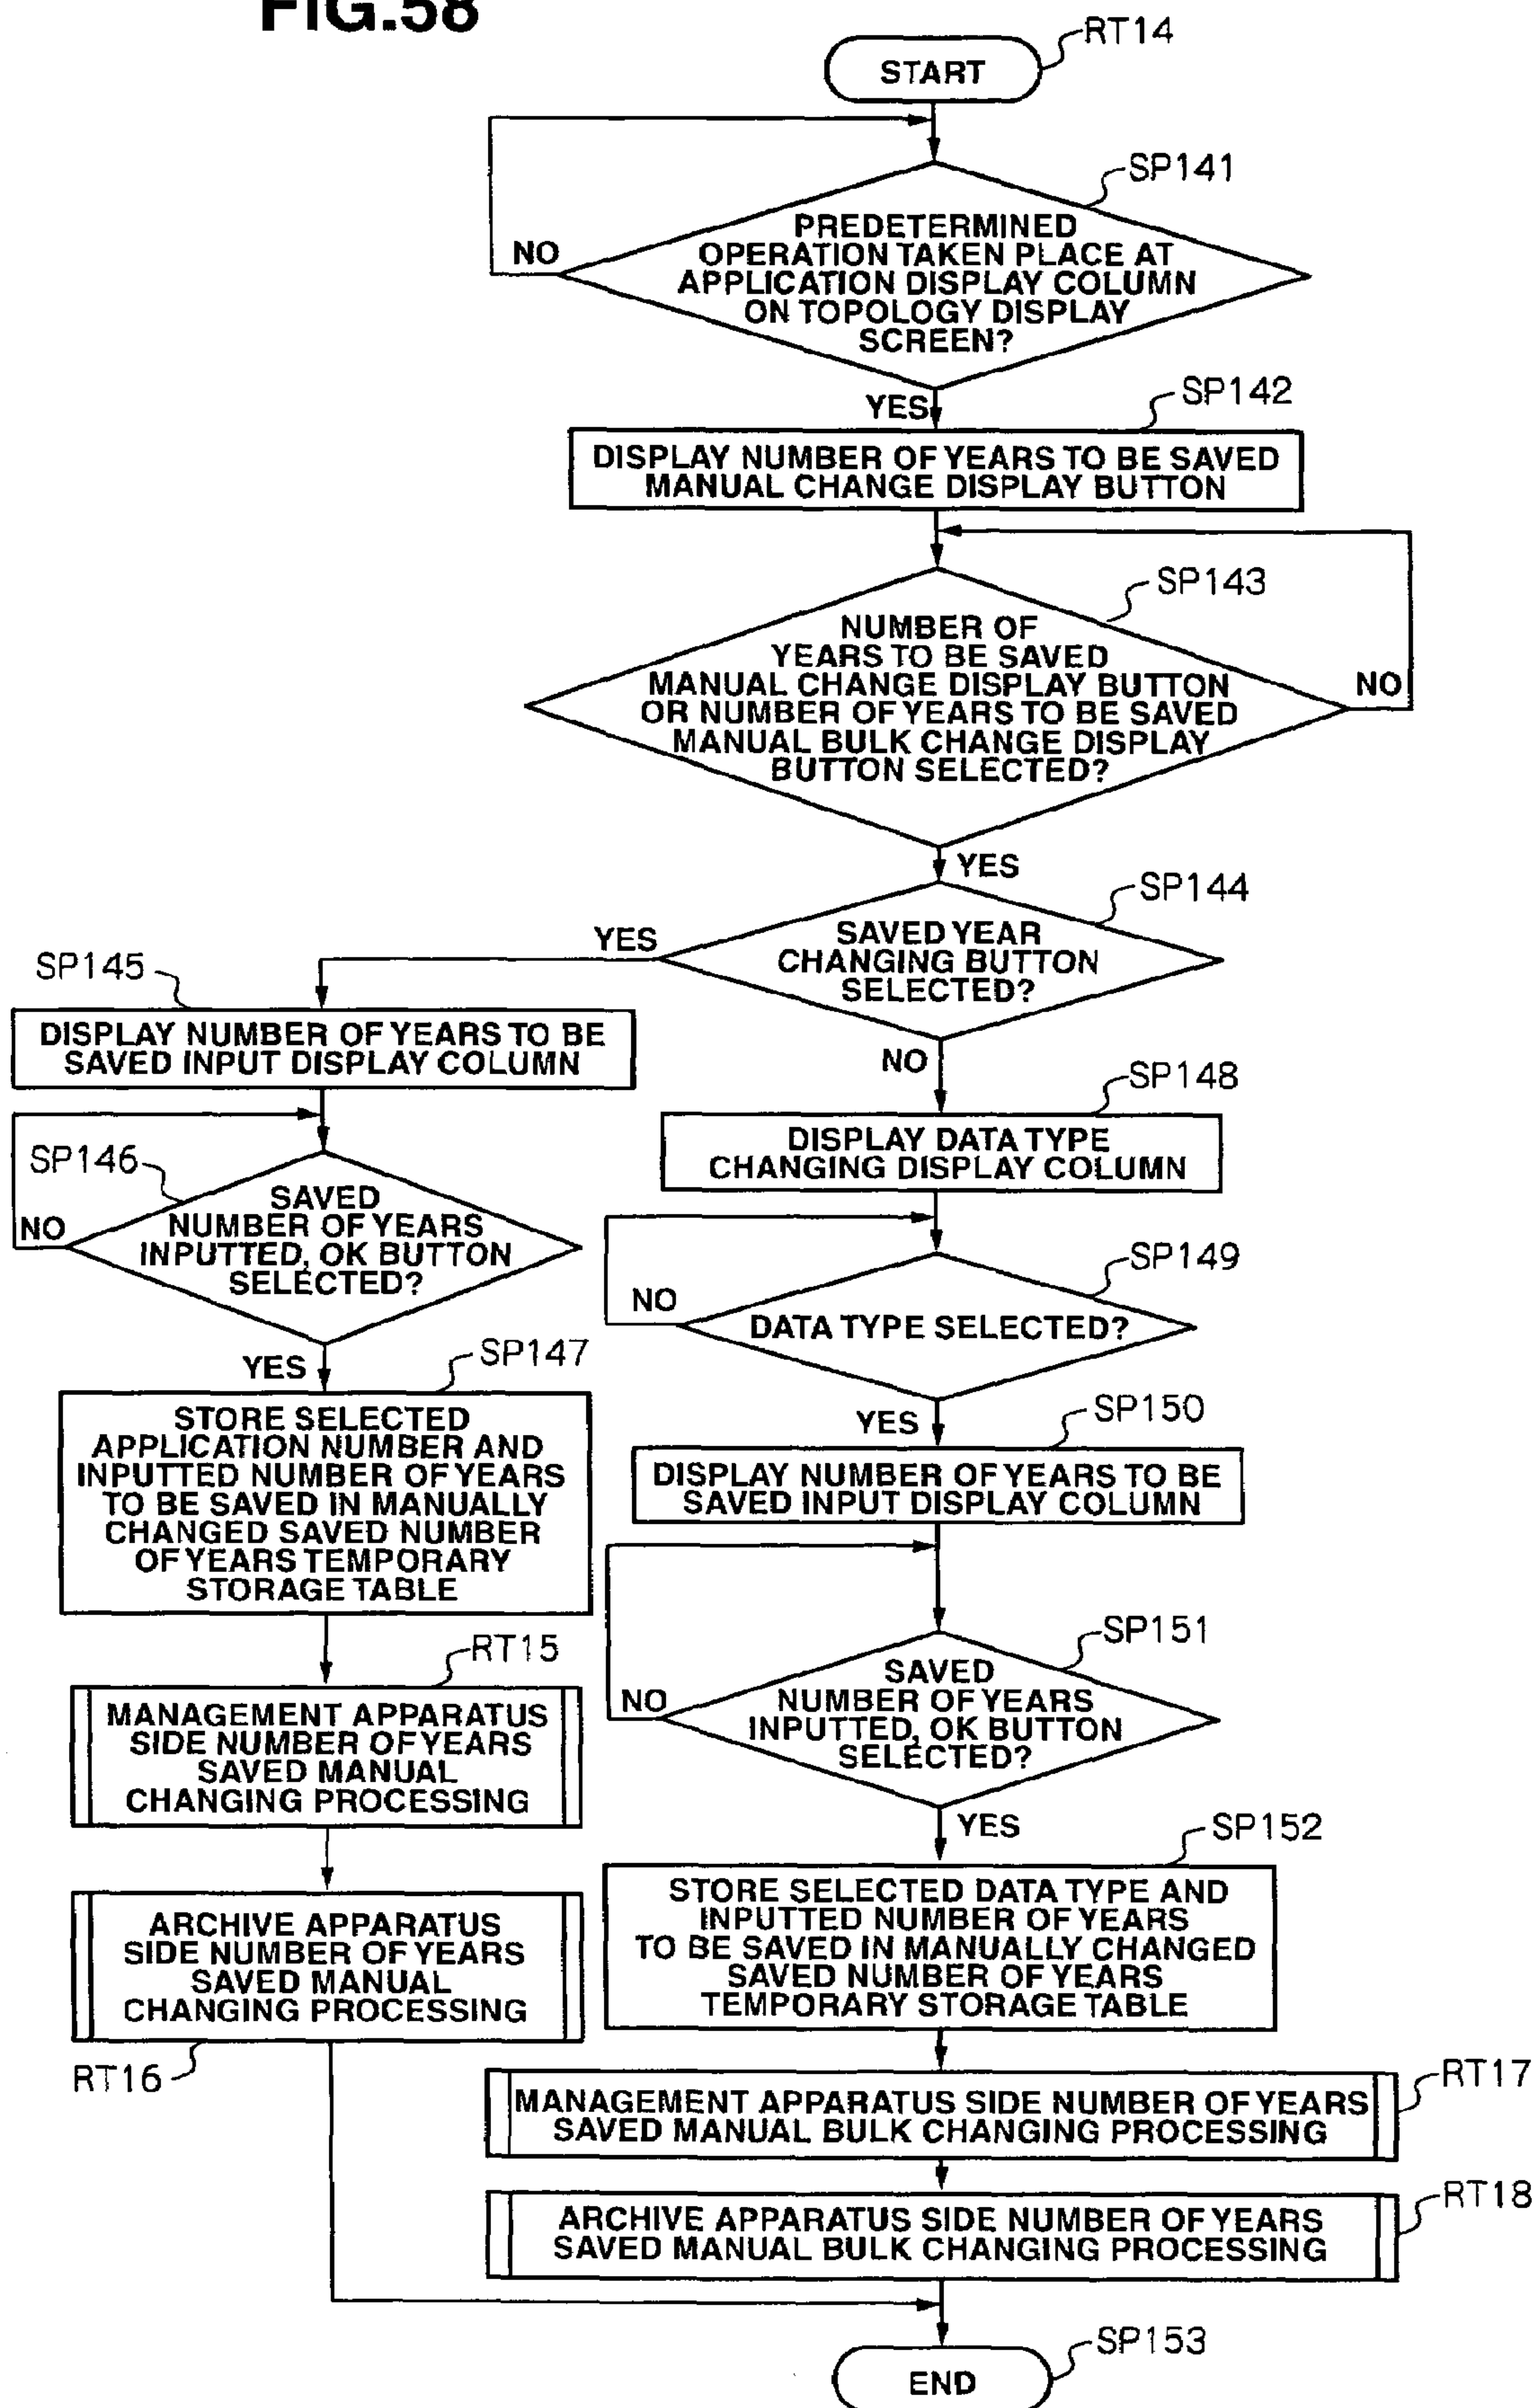 FIG.58
START
RT14
SP141
PREDETERMINED
OPERATION TAKEN PLACE AT
APPLICATION DISPLAY COLUMN
ON TOPOLOGY DISPLAY
SCREEN?
NO
YES
SP142
DISPLAY NUMBER OF YEARS TO BE SAVED
MANUAL CHANGE DISPLAY BUTTON
SP143
NUMBER OF
YEARS TO BE SAVED
MANUAL CHANGE DISPLAY BUTTON
OR NUMBER OF YEARS TO BE SAVED
MANUAL BULK CHANGE DISPLAY
BUTTON SELECTED?
NO
YES
SP144
SAVED YEAR
CHANGING BUTTON
SELECTED?
YES
NO
SP145
DISPLAY NUMBER OF YEARS TO BE
SAVED INPUT DISPLAY COLUMN
SP146
SAVED
NUMBER OF YEARS
INPUTTED, OK BUTTON
SELECTED?
NO
YES
SP147
STORE SELECTED
APPLICATION NUMBER AND
INPUTTED NUMBER OF YEARS
TO BE SAVED IN MANUALLY
CHANGED SAVED NUMBER
OF YEARS TEMPORARY
STORAGE TABLE
RT15
MANAGEMENT APPARATUS
SIDE NUMBER OF YEARS
SAVED MANUAL
CHANGING PROCESSING
ARCHIVE APPARATUS
SIDE NUMBER OF YEARS
SAVED MANUAL
CHANGING PROCESSING
RT16
SP148
DISPLAY DATA TYPE
CHANGING DISPLAY COLUMN
SP149
DATA TYPE SELECTED?
NO
YES
SP150
DISPLAY NUMBER OF YEARS TO BE
SAVED INPUT DISPLAY COLUMN
SP151
SAVED
NUMBER OF YEARS
INPUTTED, OK BUTTON
SELECTED?
NO
YES
SP152
STORE SELECTED DATA TYPE AND
INPUTTED NUMBER OF YEARS
TO BE SAVED IN MANUALLY CHANGED
SAVED NUMBER OF YEARS
TEMPORARY STORAGE TABLE
RT17
MANAGEMENT APPARATUS SIDE NUMBER OF YEARS
SAVED MANUAL BULK CHANGING PROCESSING
RT18
ARCHIVE APPARATUS SIDE NUMBER OF YEARS
SAVED MANUAL BULK CHANGING PROCESSING
SP153
END